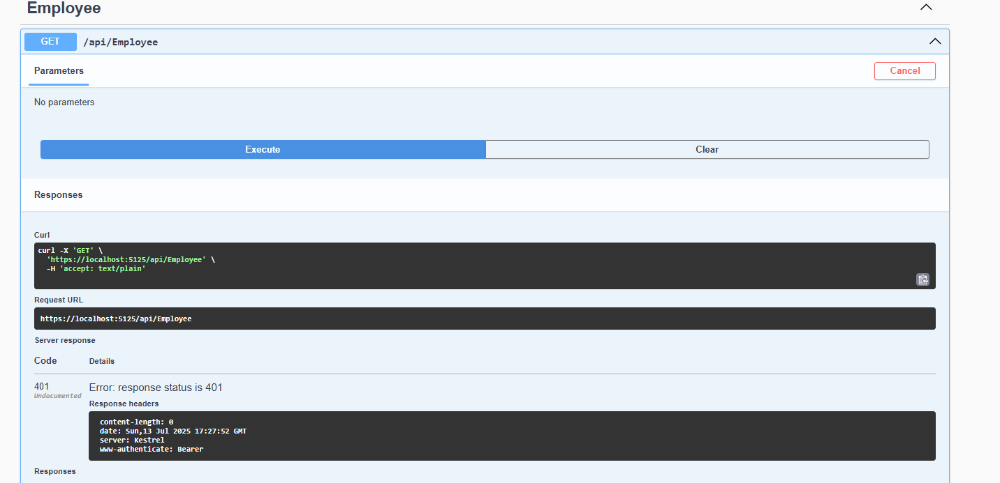 Employee
GET /api/Employee
Parameters
Cancel
No parameters
Execute
Clear
Responses
Curl
curl -X 'GET' \
'https://localhost:5125/api/Employee' \
-H 'accept: text/plain'
Request URL
https://localhost:5125/api/Employee
Server response
Code Details
401 Error: response status is 401
Undocumented
Response headers
content-length: 0
date: Sun,13 Jul 2025 17:27:52 GMT
server: Kestrel
www-authenticate: Bearer
Responses